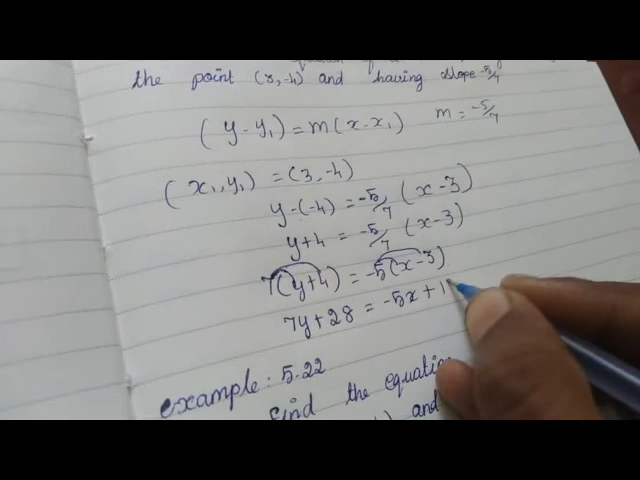 the point (3,-4) and having slope -5/7
(y-y₁) = m(x-x₁) m = -5/7
(x₁,y₁) = (3,-4)
y-(-4) = -5/7 (x-3)
y+4 = -5/7 (x-3)
7(y+4) = -5(x-3)
7y+28 = -5x+1
example: 5.22
Find the equation
and